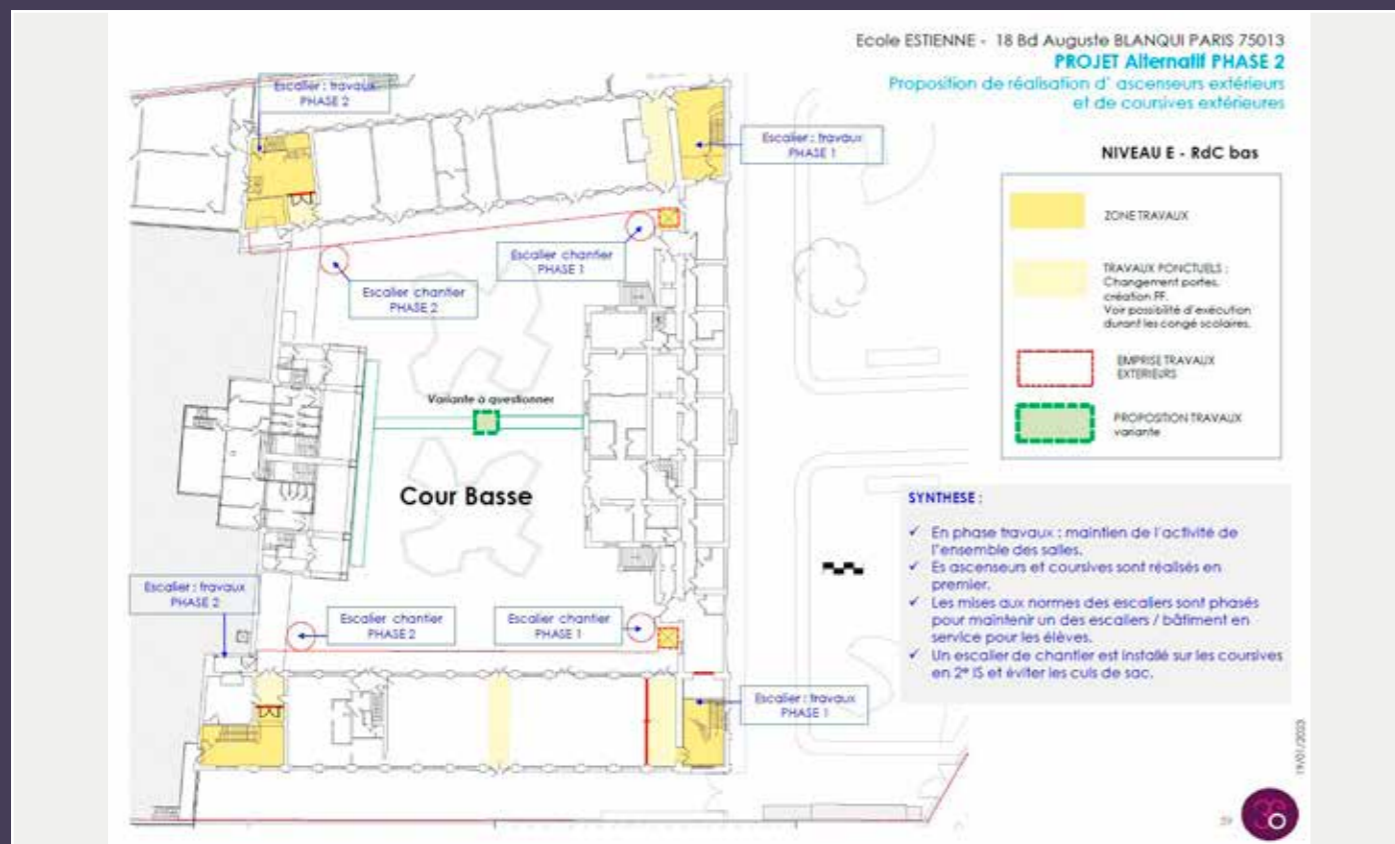 Ecole ESTIENNE - 18 Bd Auguste BLANQUI PARIS 75013
PROJET Alternatif PHASE 2
Proposition de réalisation d' ascenseurs extérieurs
et de coursives extérieures
NIVEAU E - RdC bas
ZONE TRAVAUX
TRAVAUX PONCTUELS :
Changement portes,
création PF.
Voir possibilité d'exécution
durant les congé scolaires.
EMPRISE TRAVAUX
EXTERIEURS
PROPOSITION TRAVAUX
variante
Escalier : travaux
PHASE 2
Escalier : travaux
PHASE 1
Escalier chantier
PHASE 1
Escalier chantier
PHASE 2
Variante à questionner
Cour Basse
Escalier : travaux
PHASE 2
Escalier chantier
PHASE 2
Escalier chantier
PHASE 1
Escalier : travaux
PHASE 1
SYNTHESE :
✓ En phase travaux : maintien de l'activité de
l'ensemble des salles.
✓ Es ascenseurs et coursives sont réalisés en
premier.
✓ Les mises aux normes des escaliers sont phasés
pour maintenir un des escaliers / bâtiment en
service pour les élèves.
✓ Un escalier de chantier est installé sur les coursives
en 2e IS et éviter les culs de sac.
19/01/2023